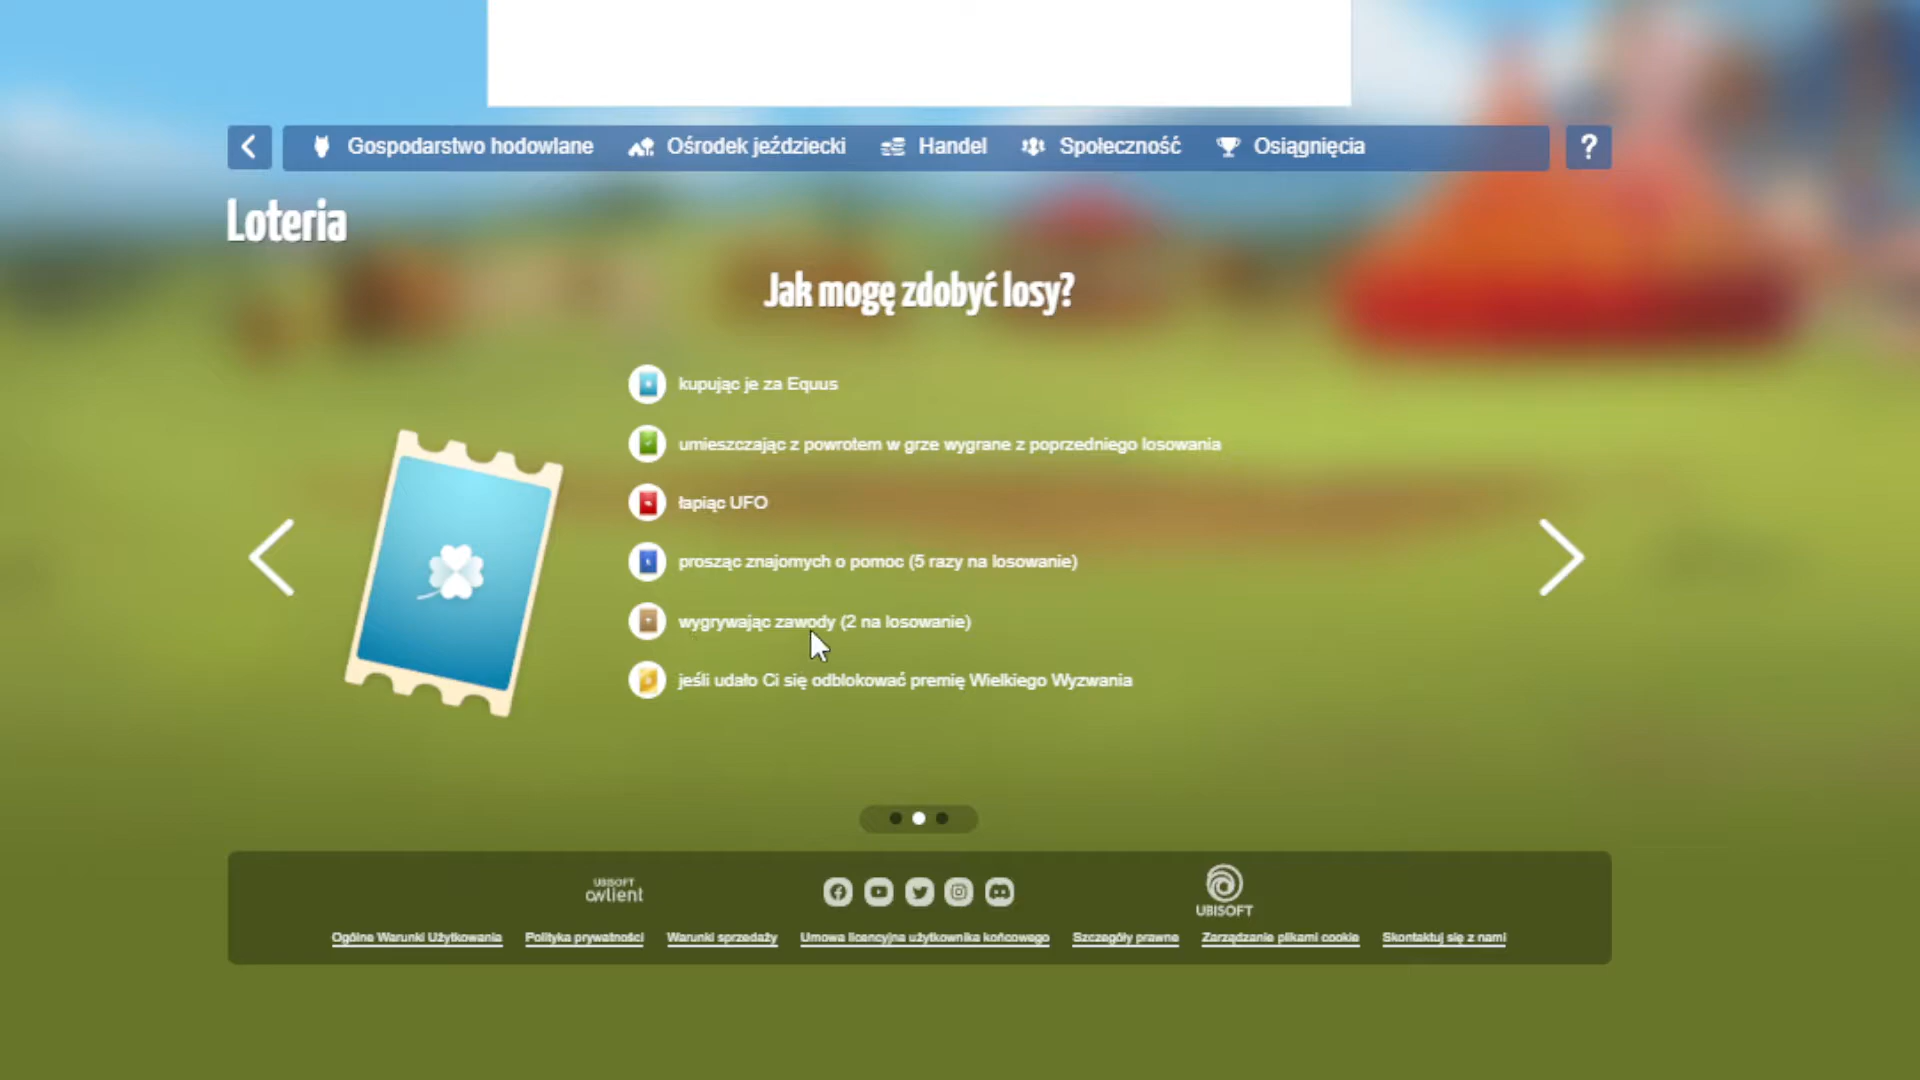 Gospodarstwo hodowlane Ośrodek jeździecki Handel Społeczność Osiągnięcia ?
Loteria
Jak mogę zdobyć losy?
kupując je za Equus
umieszczając z powrotem w grze wygrane z poprzedniego losowania
łapiąc UFO
prosząc znajomych o pomoc (5 razy na losowanie)
wygrywając zawody (2 na losowanie)
jeśli udało Ci się odblokować premię Wielkiego Wyzwania
UBISOFT
owlient
UBISOFT
Ogólne Warunki Użytkowania Polityka prywatności Warunki sprzedaży Umowa licencyjna użytkownika końcowego Szczegóły prawne Zarządzanie plikami cookie Skontaktuj się z nami